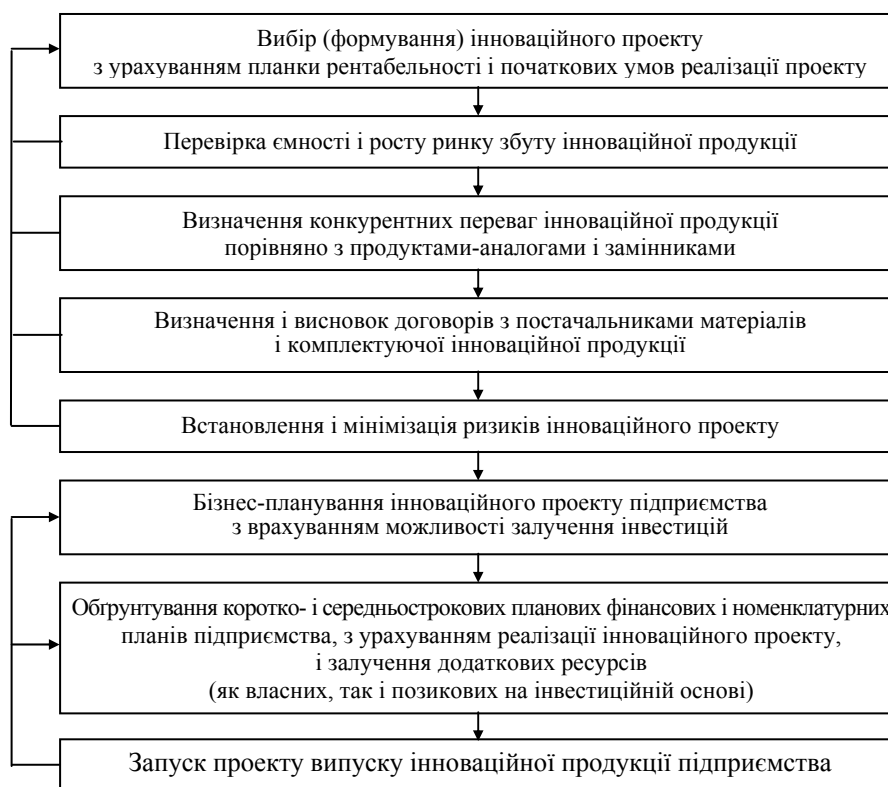 Вибір (формування) інноваційного проекту
з урахуванням планки рентабельності і початкових умов реалізації проекту
Перевірка ємності і росту ринку збуту інноваційної продукції
Визначення конкурентних переваг інноваційної продукції
порівняно з продуктами-аналогами і замінниками
Визначення і висновок договорів з постачальниками матеріалів
і комплектуючої інноваційної продукції
Встановлення і мінімізація ризиків інноваційного проекту
Бізнес-планування інноваційного проекту підприємства
з врахуванням можливості залучення інвестицій
Обґрунтування коротко- і середньострокових планових фінансових і номенклатурних
планів підприємства, з урахуванням реалізації інноваційного проекту,
і залучення додаткових ресурсів
(як власних, так і позикових на інвестиційній основі)
Запуск проекту випуску інноваційної продукції підприємства